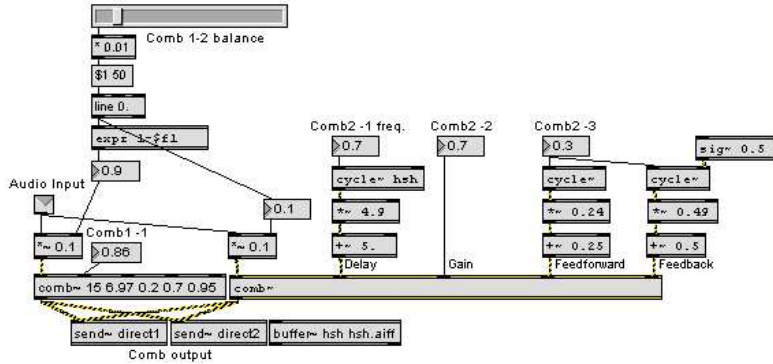 Comb 1-2 balance
* 0.01
$1 50
line 0.
expr 1-$f1
0.9
Audio Input
0.1
Comb1 -1
*~ 0.1
0.86
*~ 0.1
Comb2 -1 freq.
0.7
cycle~ hsh
*~ 4.9
+~ 5.
Delay
Comb2 -2
0.7
Gain
Comb2 -3
0.3
cycle~
*~ 0.24
+~ 0.25
Feedforward
sig~ 0.5
cycle~
*~ 0.49
+~ 0.5
Feedback
comb~ 15 6.97 0.2 0.7 0.95
comb~
send~ direct1
send~ direct2
buffer~ hsh hsh.aiff
Comb output